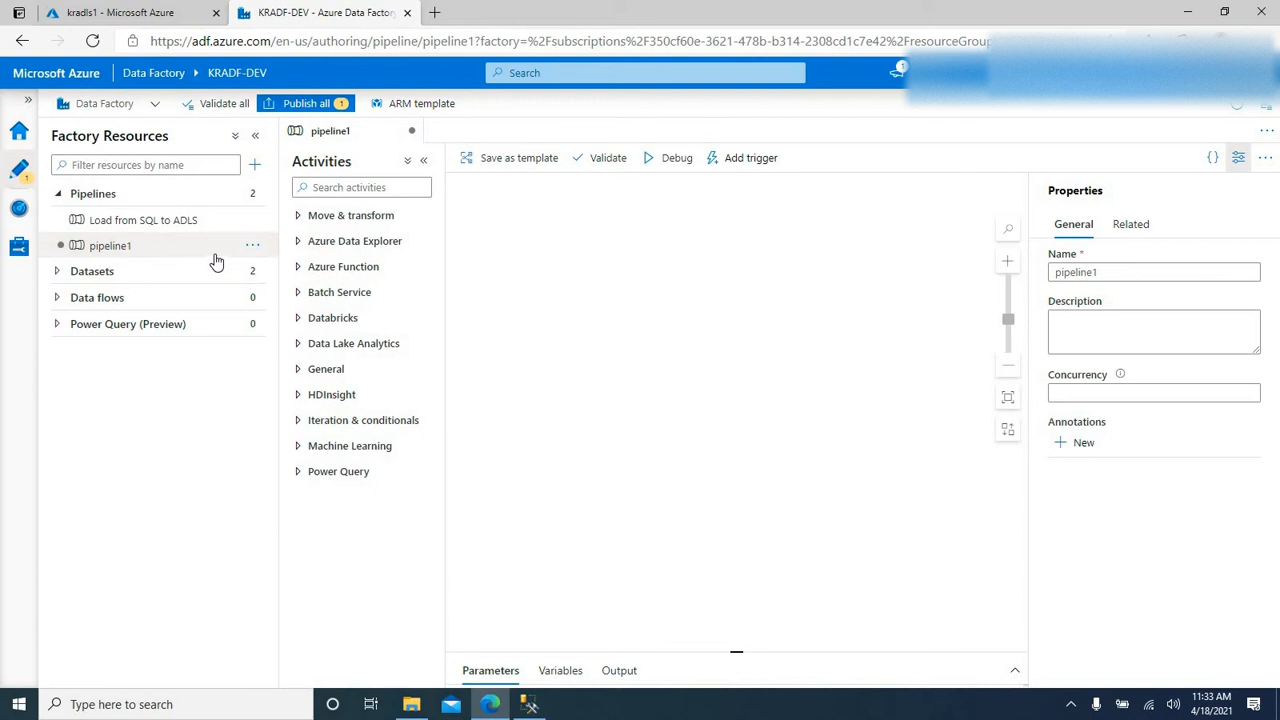 kradls1 - Microsoft Azure
KRADF-DEV - Azure Data Factory
https://adf.azure.com/en-us/authoring/pipeline/pipeline1?factory=%2Fsubscriptions%2F350cf60e-3621-478b-b314-2308cd1c7e42%2FresourceGroup
Microsoft Azure
Data Factory
KRADF-DEV
Search
1
Data Factory
Validate all
Publish all 1
ARM template
Factory Resources
pipeline1
Filter resources by name
Activities
Save as template
Validate
Debug
Add trigger
{}
Properties
Pipelines 2
Search activities
Load from SQL to ADLS
Move & transform
General
Related
pipeline1
Azure Data Explorer
Name *
Datasets 2
Azure Function
pipeline1
Data flows 0
Batch Service
Description
Power Query (Preview) 0
Databricks
Data Lake Analytics
General
Concurrency
HDInsight
Iteration & conditionals
Annotations
Machine Learning
New
Power Query
Parameters
Variables
Output
Type here to search
11:33 AM
4/18/2021